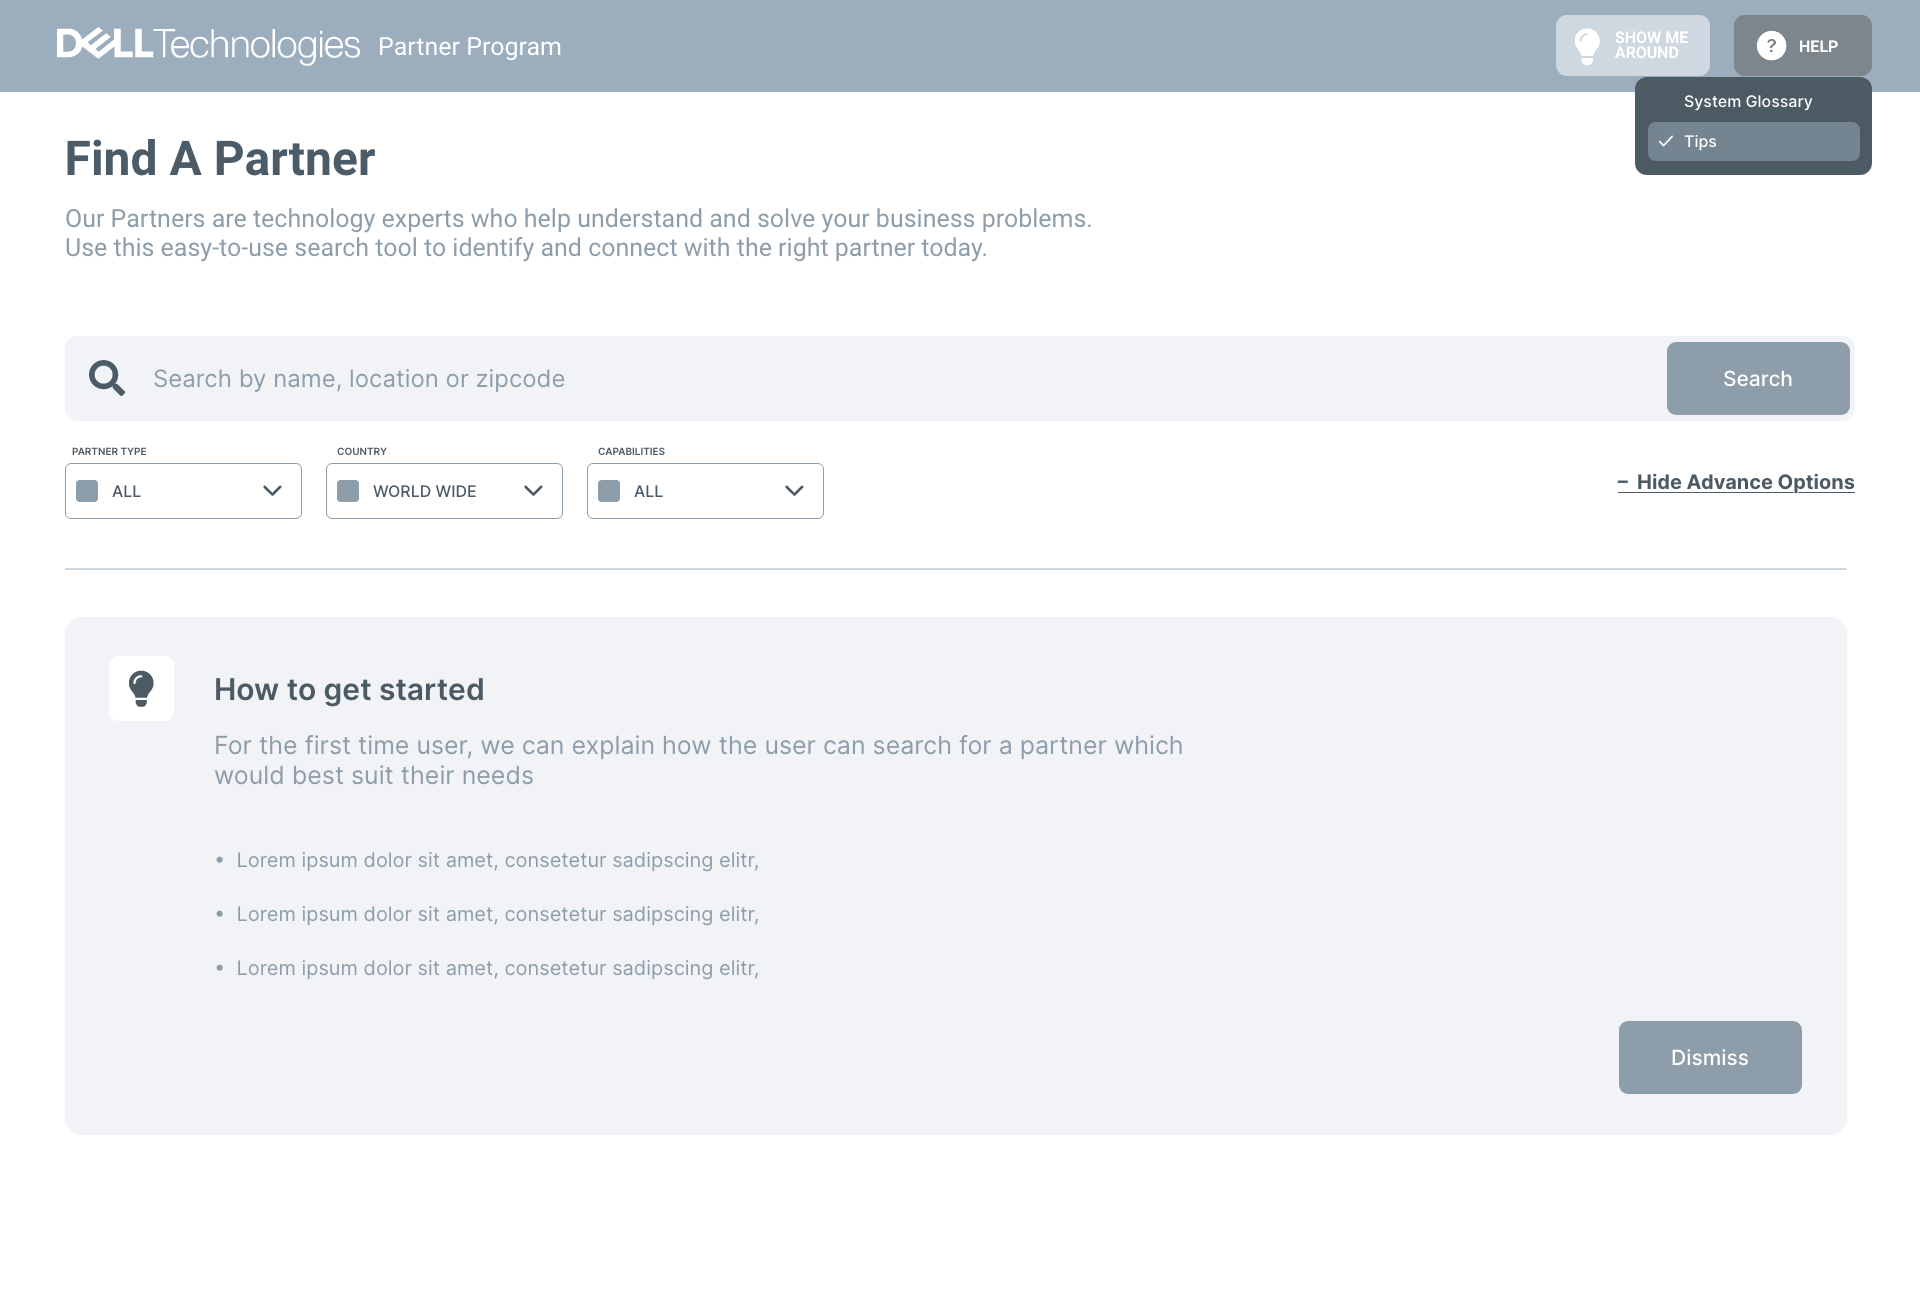 DELL Technologies Partner Program
SHOW ME
AROUND
? HELP
System Glossary
Tips
Find A Partner
Our Partners are technology experts who help understand and solve your business problems.
Use this easy-to-use search tool to identify and connect with the right partner today.
Search by name, location or zipcode
Search
PARTNER TYPE
COUNTRY
CAPABILITIES
ALL
WORLD WIDE
ALL
– Hide Advance Options
How to get started
For the first time user, we can explain how the user can search for a partner which
would best suit their needs
• Lorem ipsum dolor sit amet, consetetur sadipscing elitr,
• Lorem ipsum dolor sit amet, consetetur sadipscing elitr,
• Lorem ipsum dolor sit amet, consetetur sadipscing elitr,
Dismiss